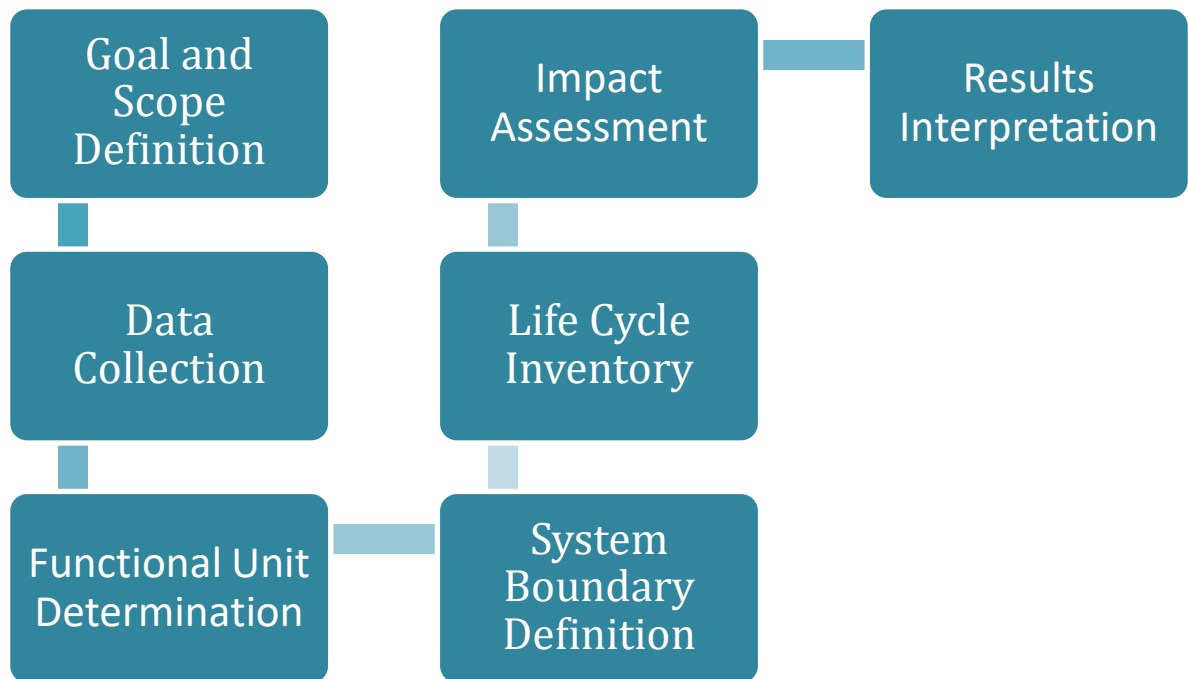 Goal and
Scope
Definition
Data
Collection
Functional Unit
Determination
System
Boundary
Definition
Life Cycle
Inventory
Impact
Assessment
Results
Interpretation